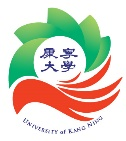 康寧
大學
UNIVERSITY OF KANG NING